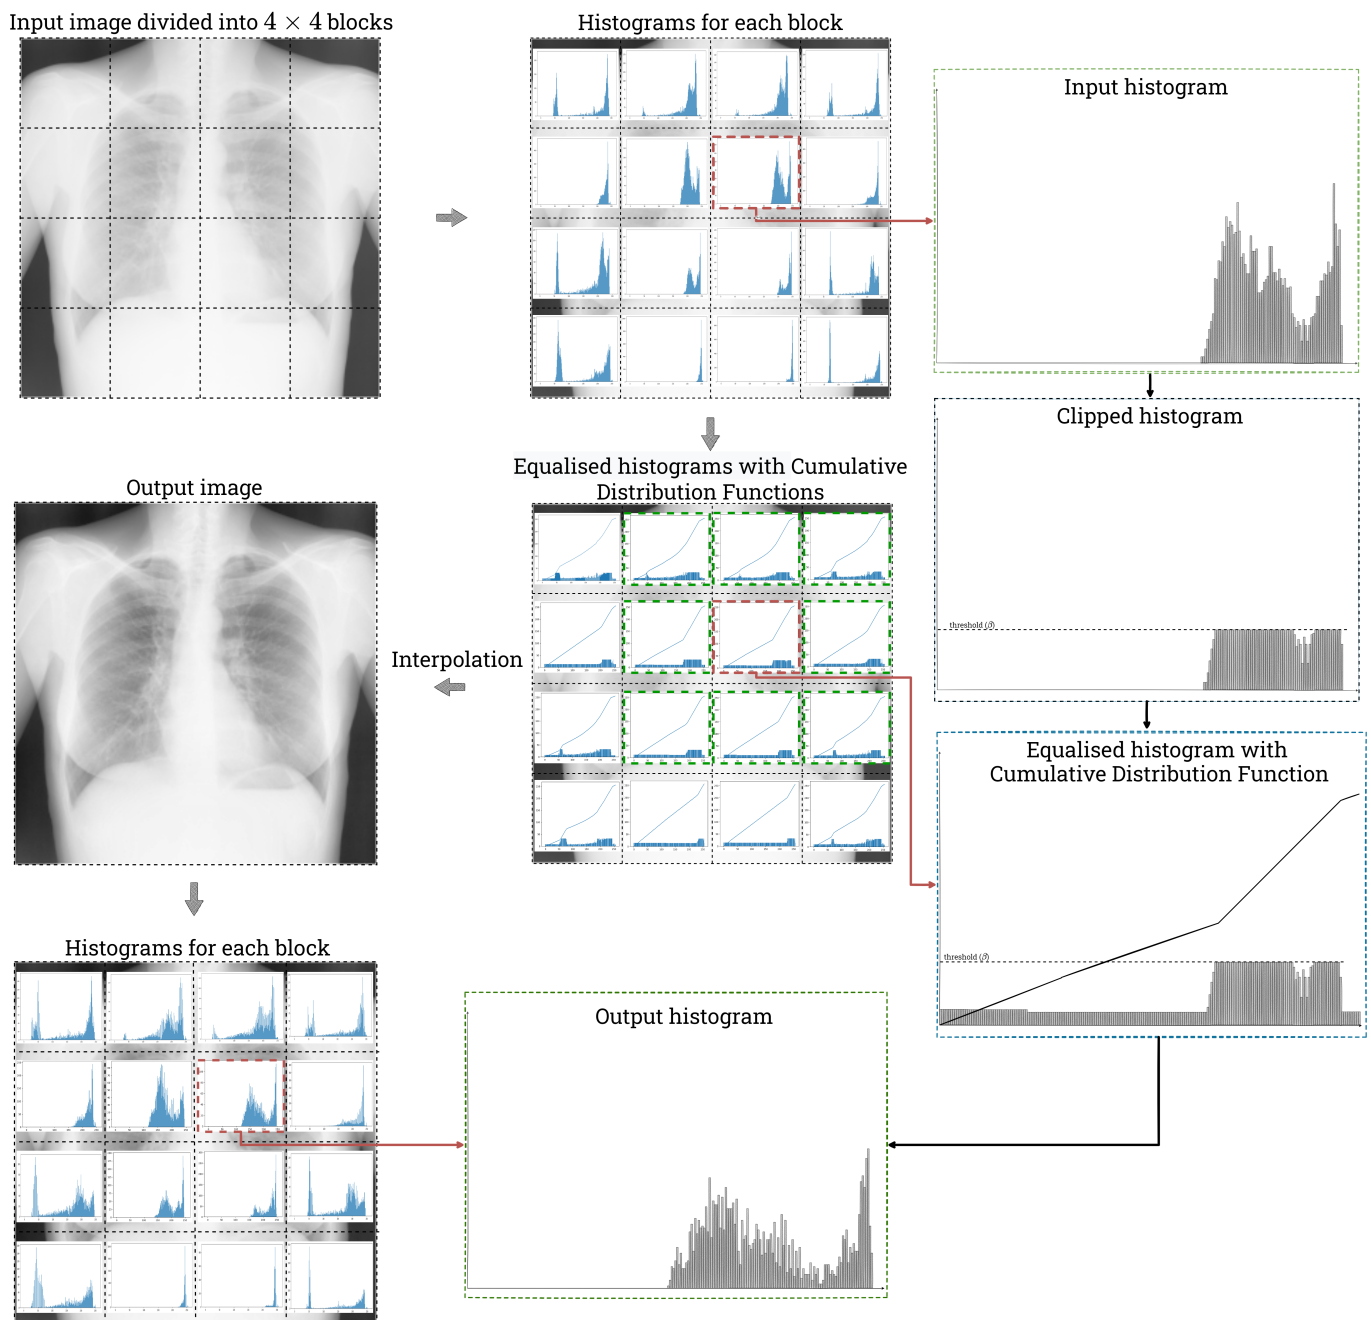 Input image divided into 4 × 4 blocks
Histograms for each block
Input histogram
Clipped histogram
threshold (β)
Equalised histograms with Cumulative
Distribution Functions
Output image
Interpolation
Equalised histogram with
Cumulative Distribution Function
threshold (β)
Histograms for each block
Output histogram